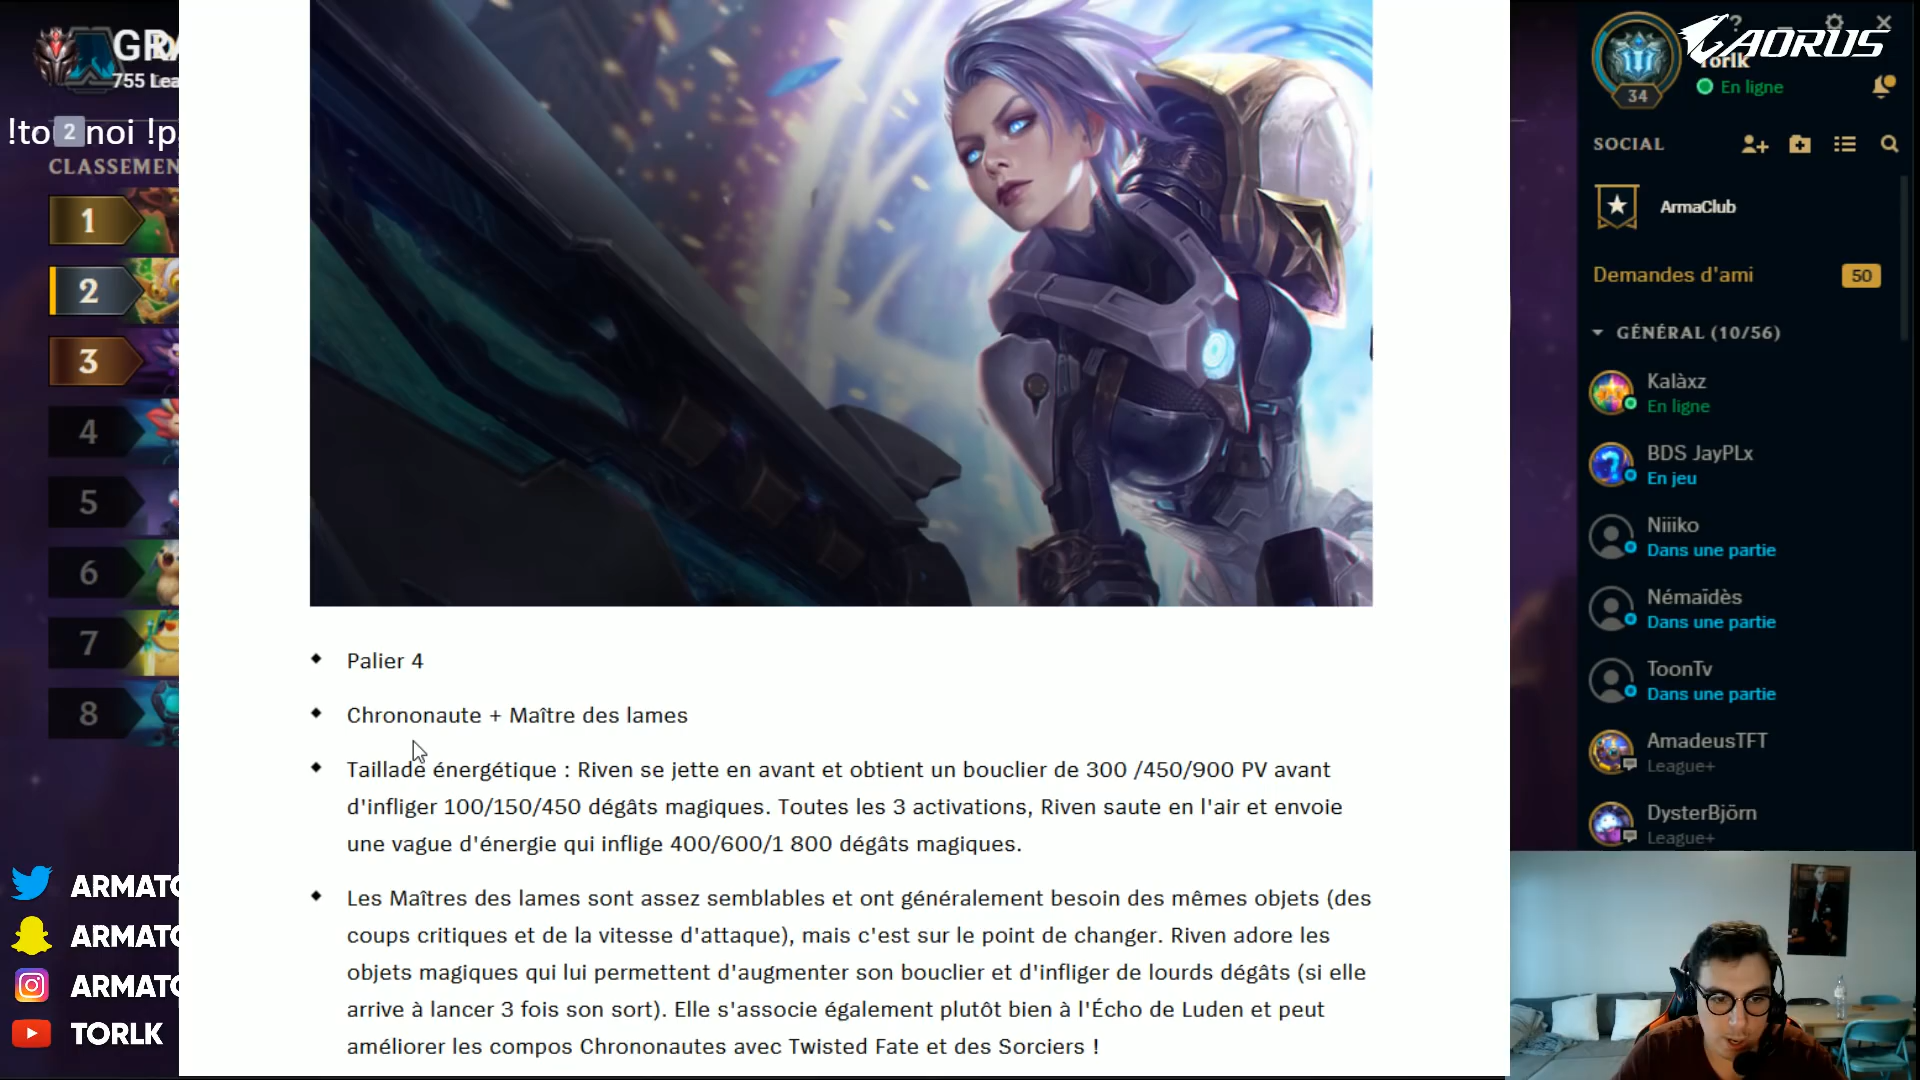 GRA
755 Lea
!to 2 noi !p
CLASSEMEN
1
2
3
4
5
6
7
8
ARMATO
ARMATO
ARMATO
TORLK
Palier 4
Chrononaute + Maître des lames
Taillade énergétique : Riven se jette en avant et obtient un bouclier de 300 /450/900 PV avant
d'infliger 100/150/450 dégâts magiques. Toutes les 3 activations, Riven saute en l'air et envoie
une vague d'énergie qui inflige 400/600/1 800 dégâts magiques.
Les Maîtres des lames sont assez semblables et ont généralement besoin des mêmes objets (des
coups critiques et de la vitesse d'attaque), mais c'est sur le point de changer. Riven adore les
objets magiques qui lui permettent d'augmenter son bouclier et d'infliger de lourds dégâts (si elle
arrive à lancer 3 fois son sort). Elle s'associe également plutôt bien à l'Écho de Luden et peut
améliorer les compos Chrononautes avec Twisted Fate et des Sorciers !
AORUS
Torlk
34
En ligne
SOCIAL
ArmaClub
Demandes d'ami
50
GÉNÉRAL (10/56)
Kalàxz
En ligne
BDS JayPLx
En jeu
Niiiko
Dans une partie
Némaïdès
Dans une partie
ToonTv
Dans une partie
AmadeusTFT
League+
DysterBjörn
League+